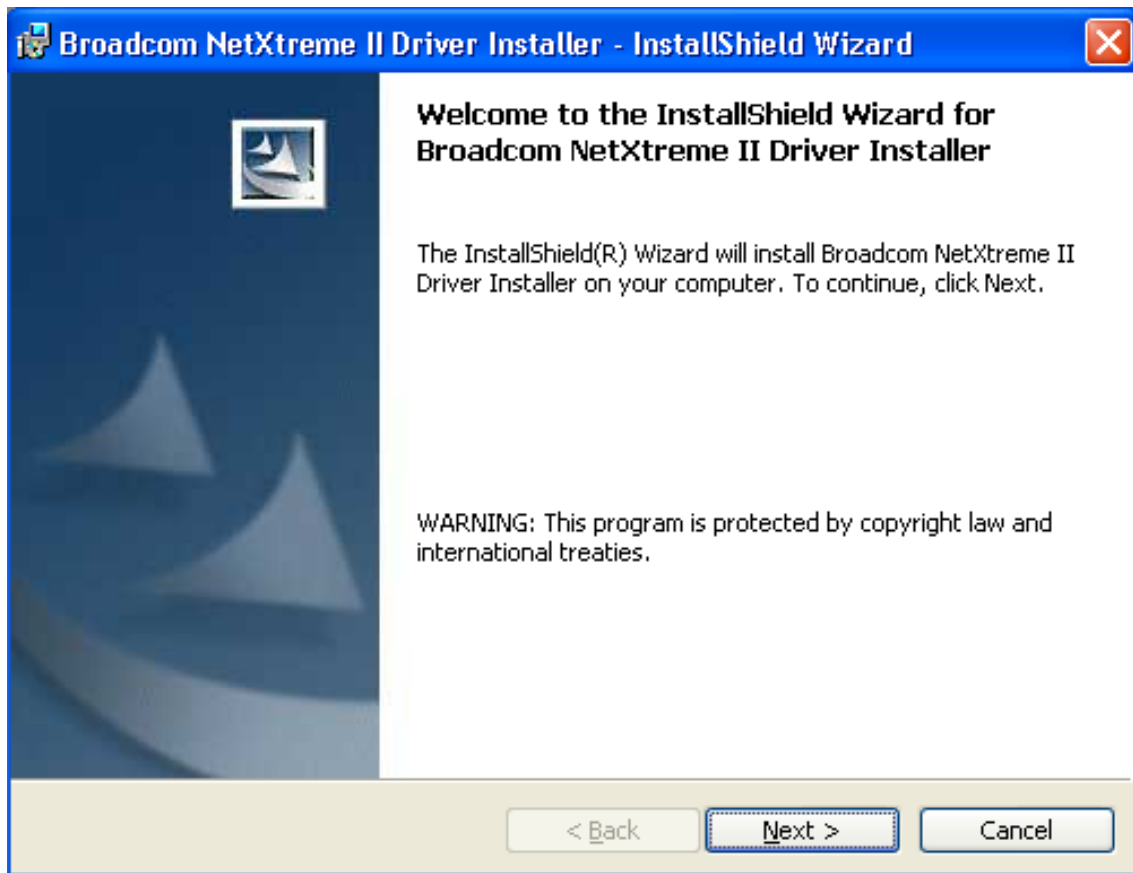 Broadcom NetXtreme II Driver Installer - InstallShield Wizard
Welcome to the InstallShield Wizard for
Broadcom NetXtreme II Driver Installer
The InstallShield(R) Wizard will install Broadcom NetXtreme II
Driver Installer on your computer. To continue, click Next.
WARNING: This program is protected by copyright law and
international treaties.
< Back
Next >
Cancel